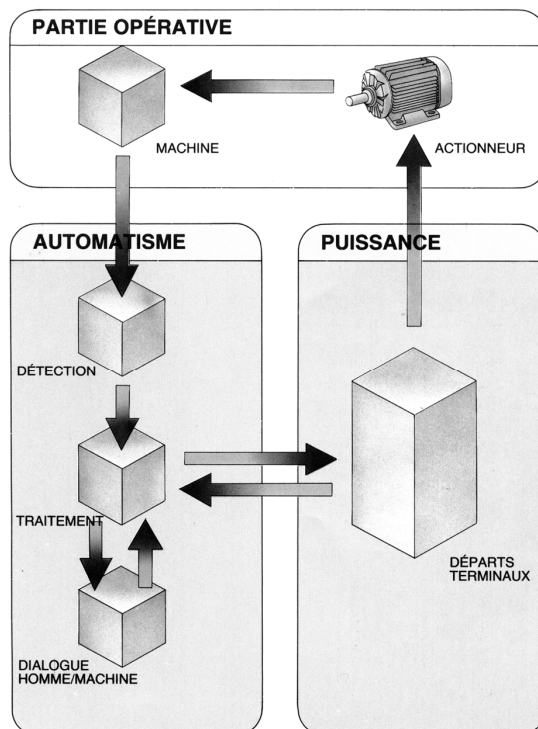 PARTIE OPÉRATIVE
MACHINE
ACTIONNEUR
AUTOMATISME
PUISSANCE
DÉTECTION
TRAITEMENT
DÉPARTS
TERMINAUX
DIALOGUE
HOMME/MACHINE